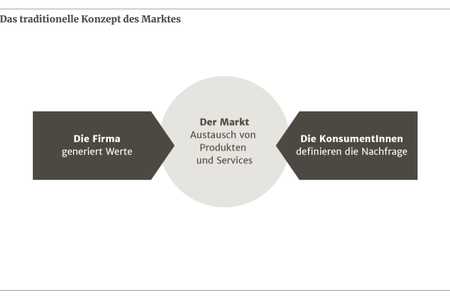 Das traditionelle Konzept des Marktes
Die Firma
generiert Werte
Der Markt
Austausch von
Produkten
und Services
Die KonsumentInnen
definieren die Nachfrage